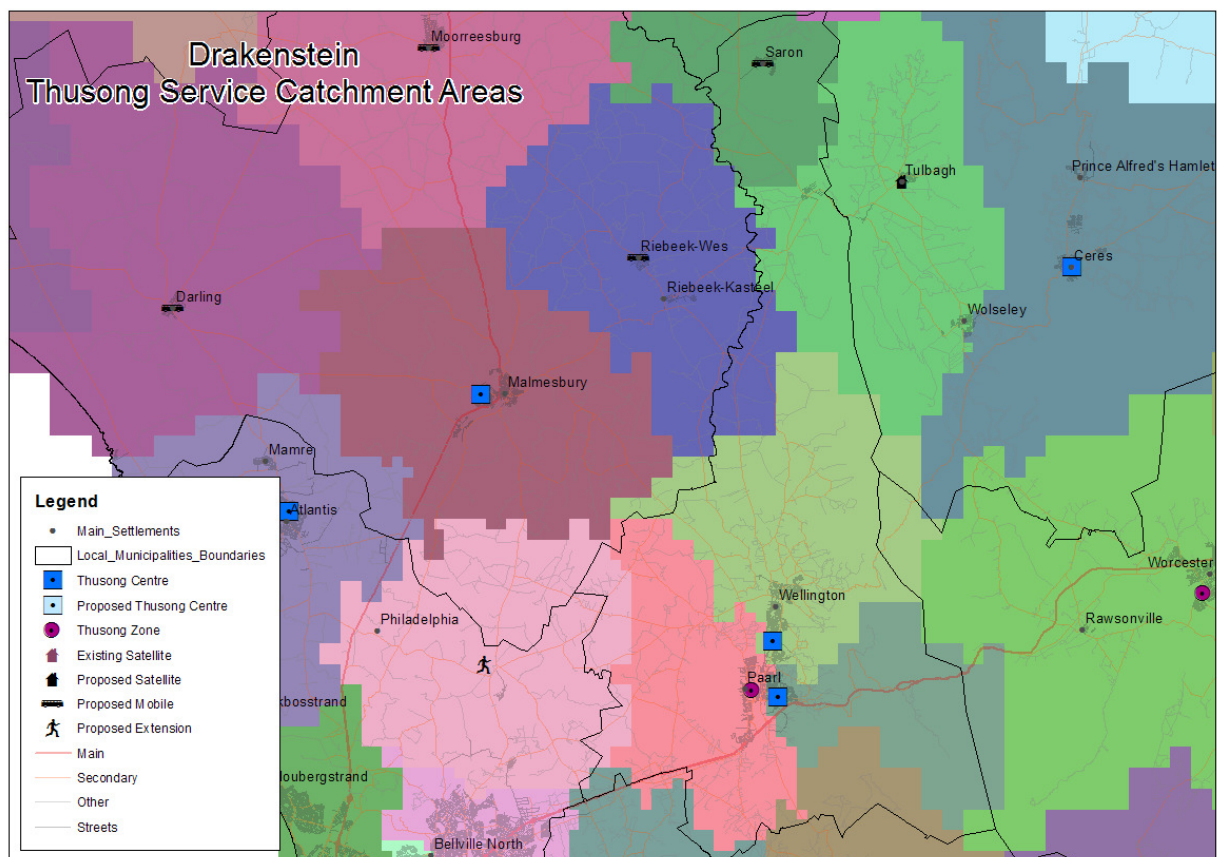 Drakenstein
Thusong Service Catchment Areas
Moorreesburg
Saron
Tulbagh
Prince Alfred's Hamlet
Riebeek-Wes
Ceres
Riebeek-Kasteel
Darling
Wolseley
Malmesbury
Mamre
Atlantis
Worcester
Wellington
Philadelphia
Rawsonville
Paarl
kbosstrand
loubergstrand
Bellville North
Legend
Main_Settlements
Local_Municipalities_Boundaries
Thusong Centre
Proposed Thusong Centre
Thusong Zone
Existing Satellite
Proposed Satellite
Proposed Mobile
Proposed Extension
Main
Secondary
Other
Streets